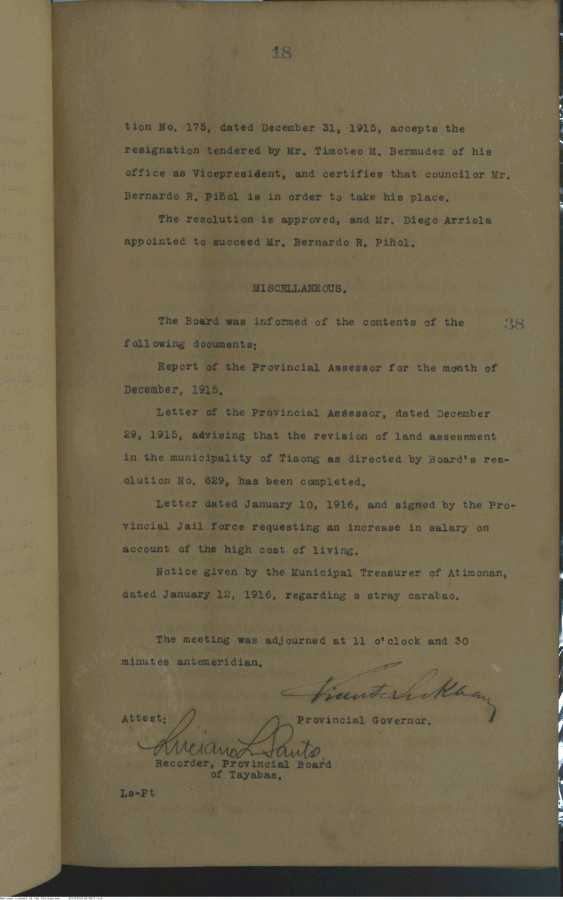 18
tion No. 175, dated December 31, 1915, accepts the
resignation tendered by Mr. Timoteo M. Bermudez of his
office as Vicepresident, and certifies that councilor Mr.
Bernardo R. Piñol is in order to take his place.
The resolution is approved, and Mr. Diego Arriola
appointed to succeed Mr. Bernardo R. Piñol.
MISCELLANEOUS.
The Board was informed of the contents of the 38
following documents:
Report of the Provincial Assessor for the month of
December, 1915.
Letter of the Provincial Assessor, dated December
29, 1915, advising that the revision of land assessment
in the municipality of Tiaong as directed by Board's res-
olution No. 629, has been completed.
Letter dated January 10, 1916, and signed by the Pro-
vincial Jail force requesting an increase in salary on
account of the high cost of living.
Notice given by the Municipal Treasurer of Atimonan,
dated January 12, 1916, regarding a stray carabao.
The meeting was adjourned at 11 o'clock and 30
minutes antemeridian.
Attest: Provincial Governor.
Luciano L. Santo
Recorder, Provincial Board
of Tayabas.
Ls-Pt